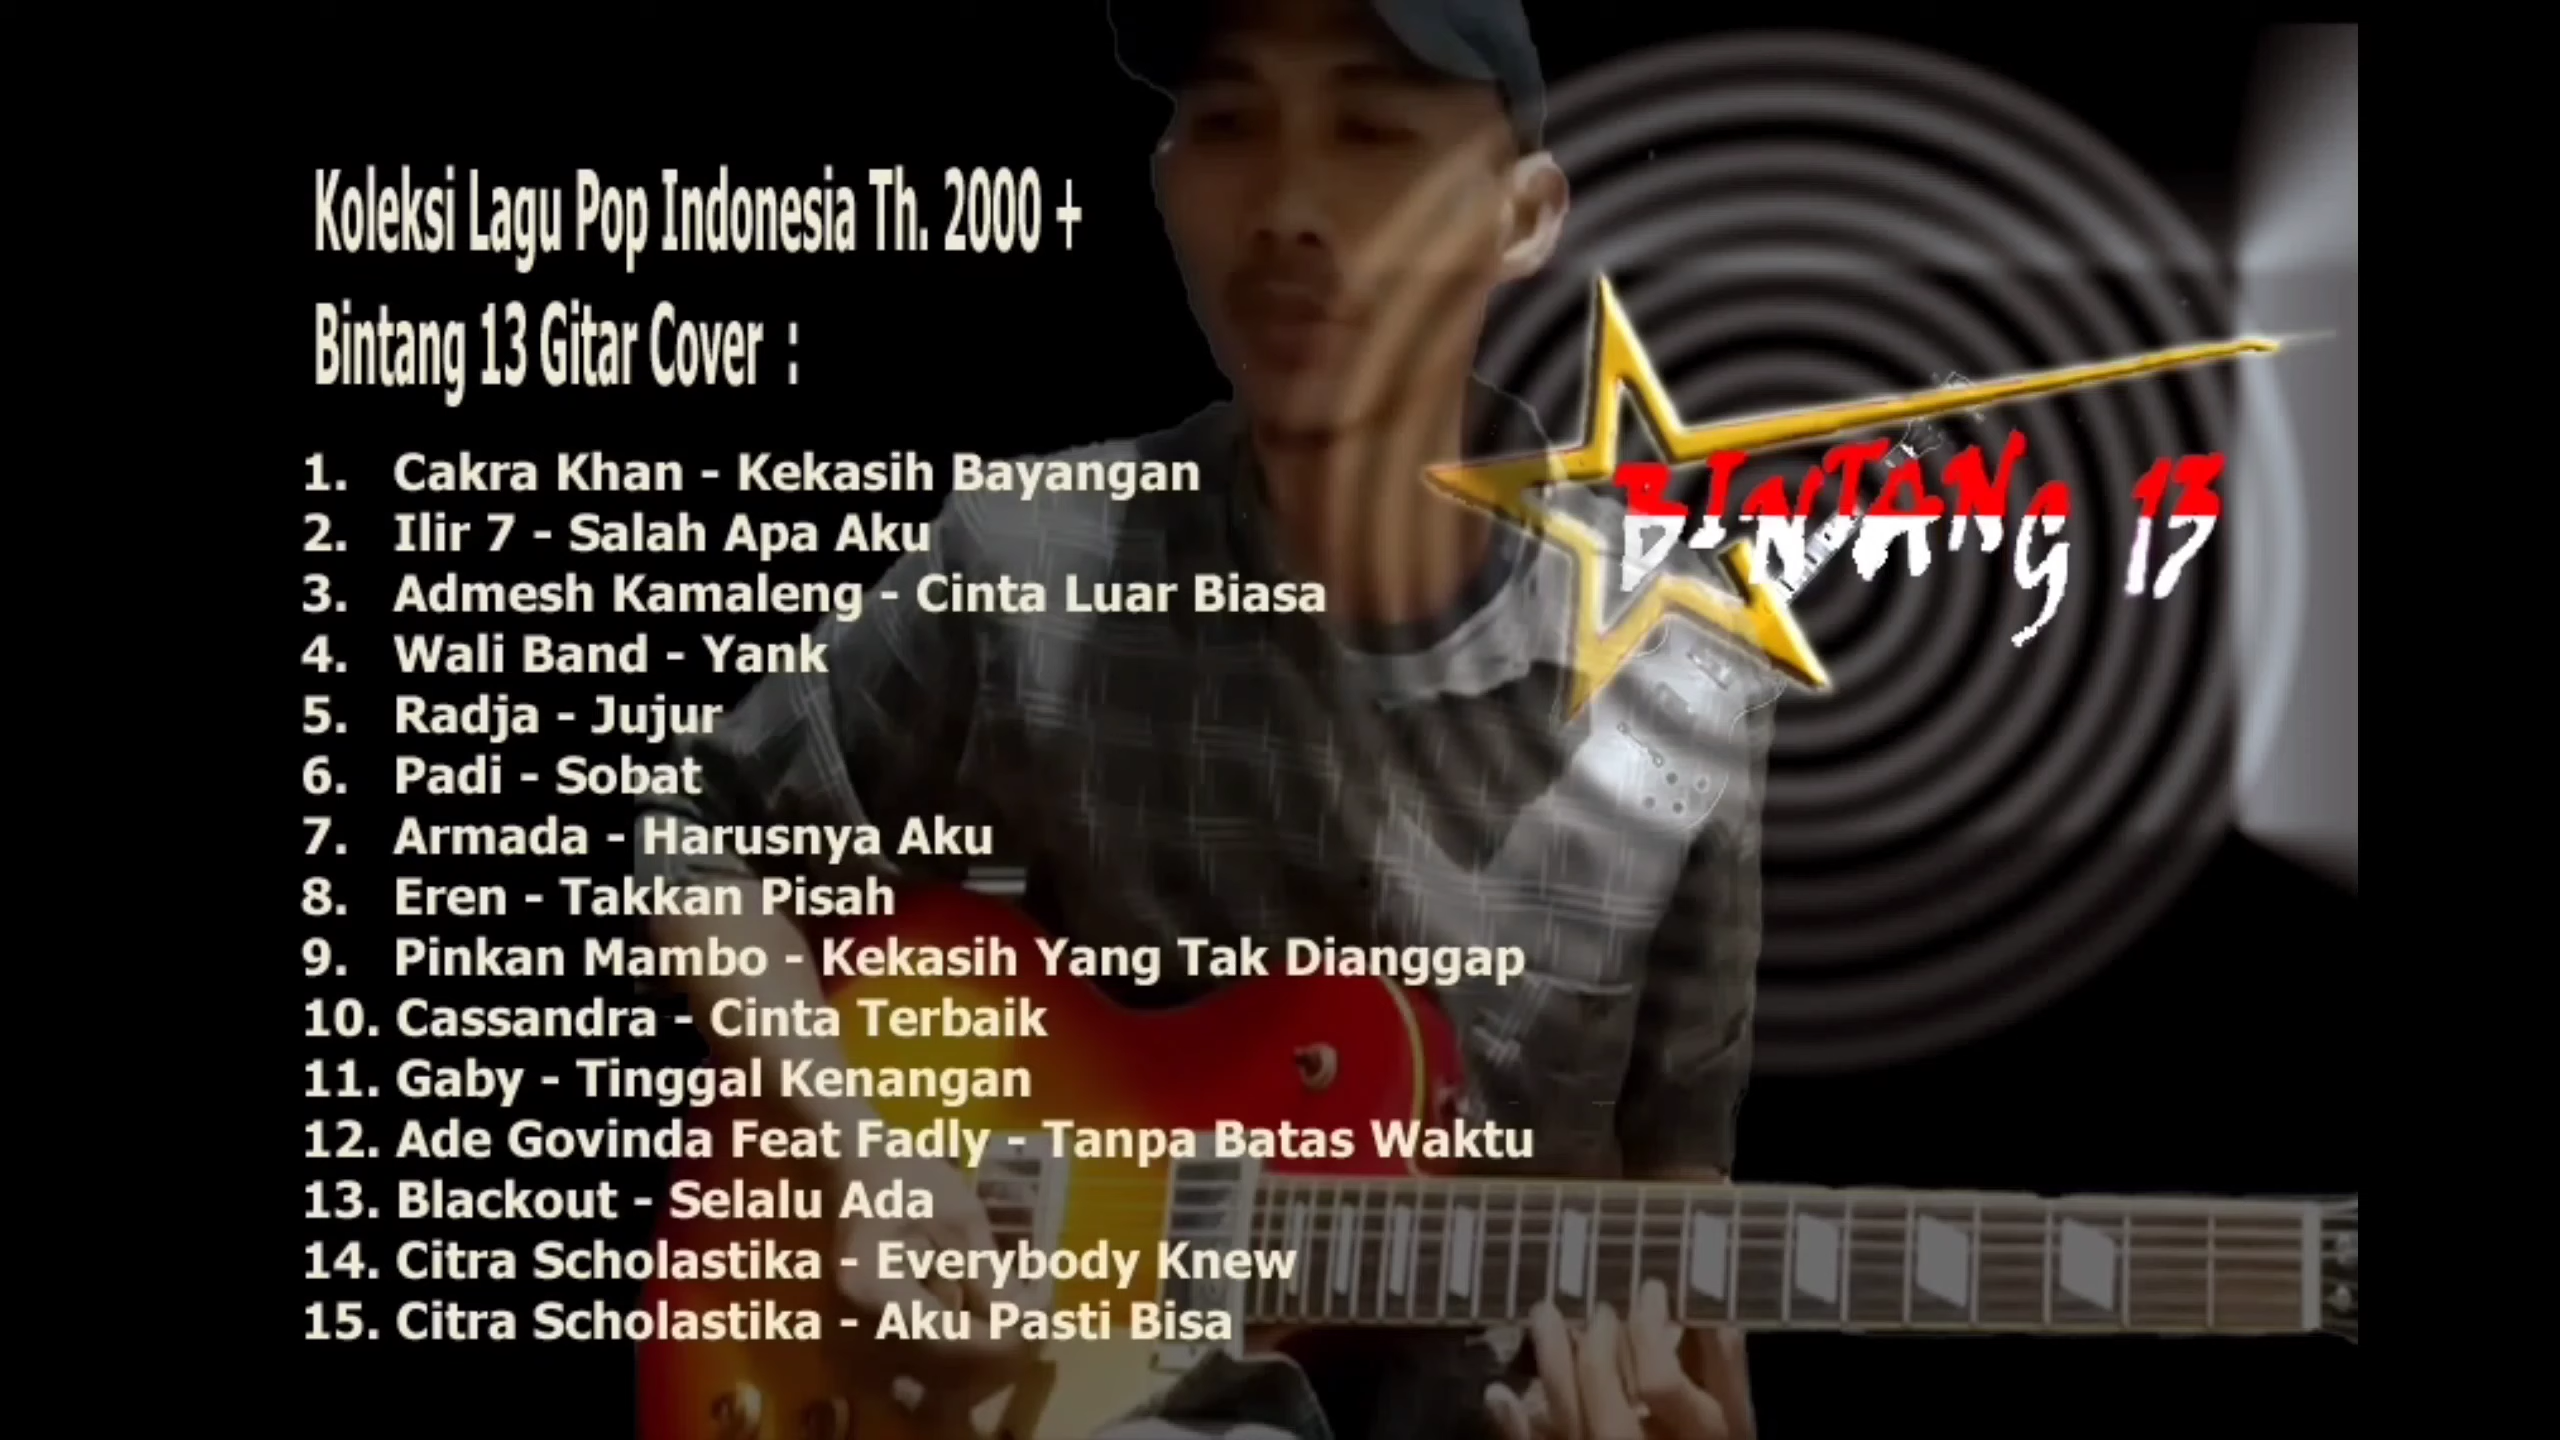 Koleksi Lagu Pop Indonesia Th. 2000 +
Bintang 13 Gitar Cover :
1. Cakra Khan - Kekasih Bayangan
2. Ilir 7 - Salah Apa Aku
3. Admesh Kamaleng - Cinta Luar Biasa
4. Wali Band - Yank
5. Radja - Jujur
6. Padi - Sobat
7. Armada - Harusnya Aku
8. Eren - Takkan Pisah
9. Pinkan Mambo - Kekasih Yang Tak Dianggap
10. Cassandra - Cinta Terbaik
11. Gaby - Tinggal Kenangan
12. Ade Govinda Feat Fadly - Tanpa Batas Waktu
13. Blackout - Selalu Ada
14. Citra Scholastika - Everybody Knew
15. Citra Scholastika - Aku Pasti Bisa
BINTANG 13